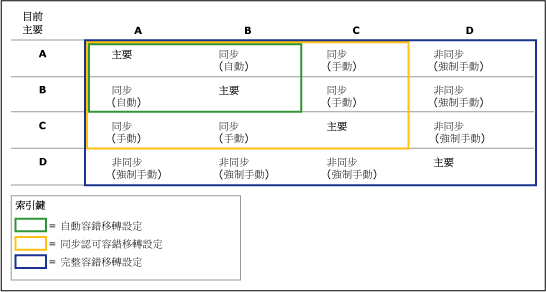 目前
主要
A B C D
A 主要 同步 同步 非同步
(自動) (手動) (強制手動)
B 同步 主要 同步 非同步
(自動) (手動) (強制手動)
C 同步 同步 主要 非同步
(手動) (手動) (強制手動)
D 非同步 非同步 非同步 主要
(強制手動) (強制手動) (強制手動)
索引鍵
= 自動容錯移轉設定
= 同步認可容錯移轉設定
= 完整容錯移轉設定